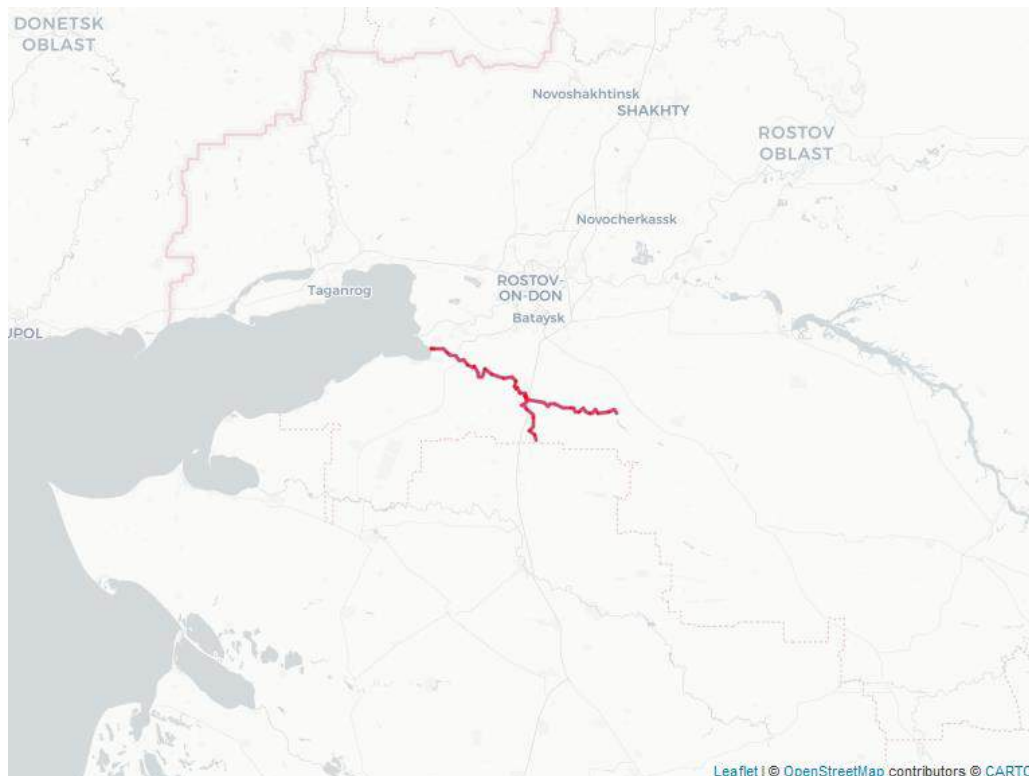 DONETSK
OBLAST
Novoshakhtinsk
SHAKHTY
ROSTOV
OBLAST
Novocherkassk
ROSTOV-
ON-DON
Taganrog
Bataysk
UPOL
Leaflet | © OpenStreetMap contributors © CARTO